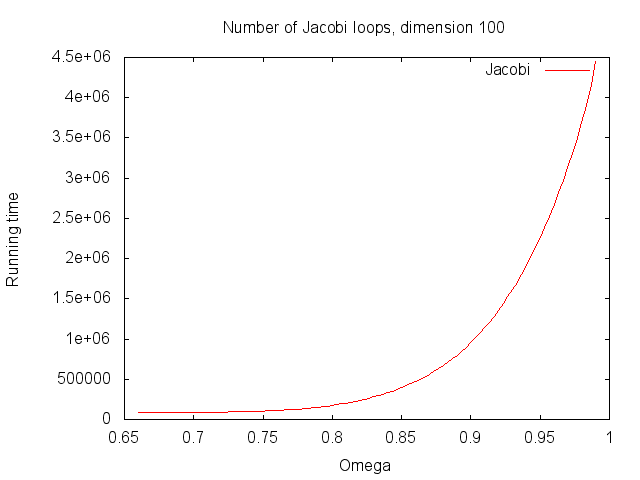 Number of Jacobi loops, dimension 100
Jacobi
4.5e+06
4e+06
3.5e+06
3e+06
2.5e+06
2e+06
1.5e+06
1e+06
500000
0
Running time
0.65 0.7 0.75 0.8 0.85 0.9 0.95 1
Omega